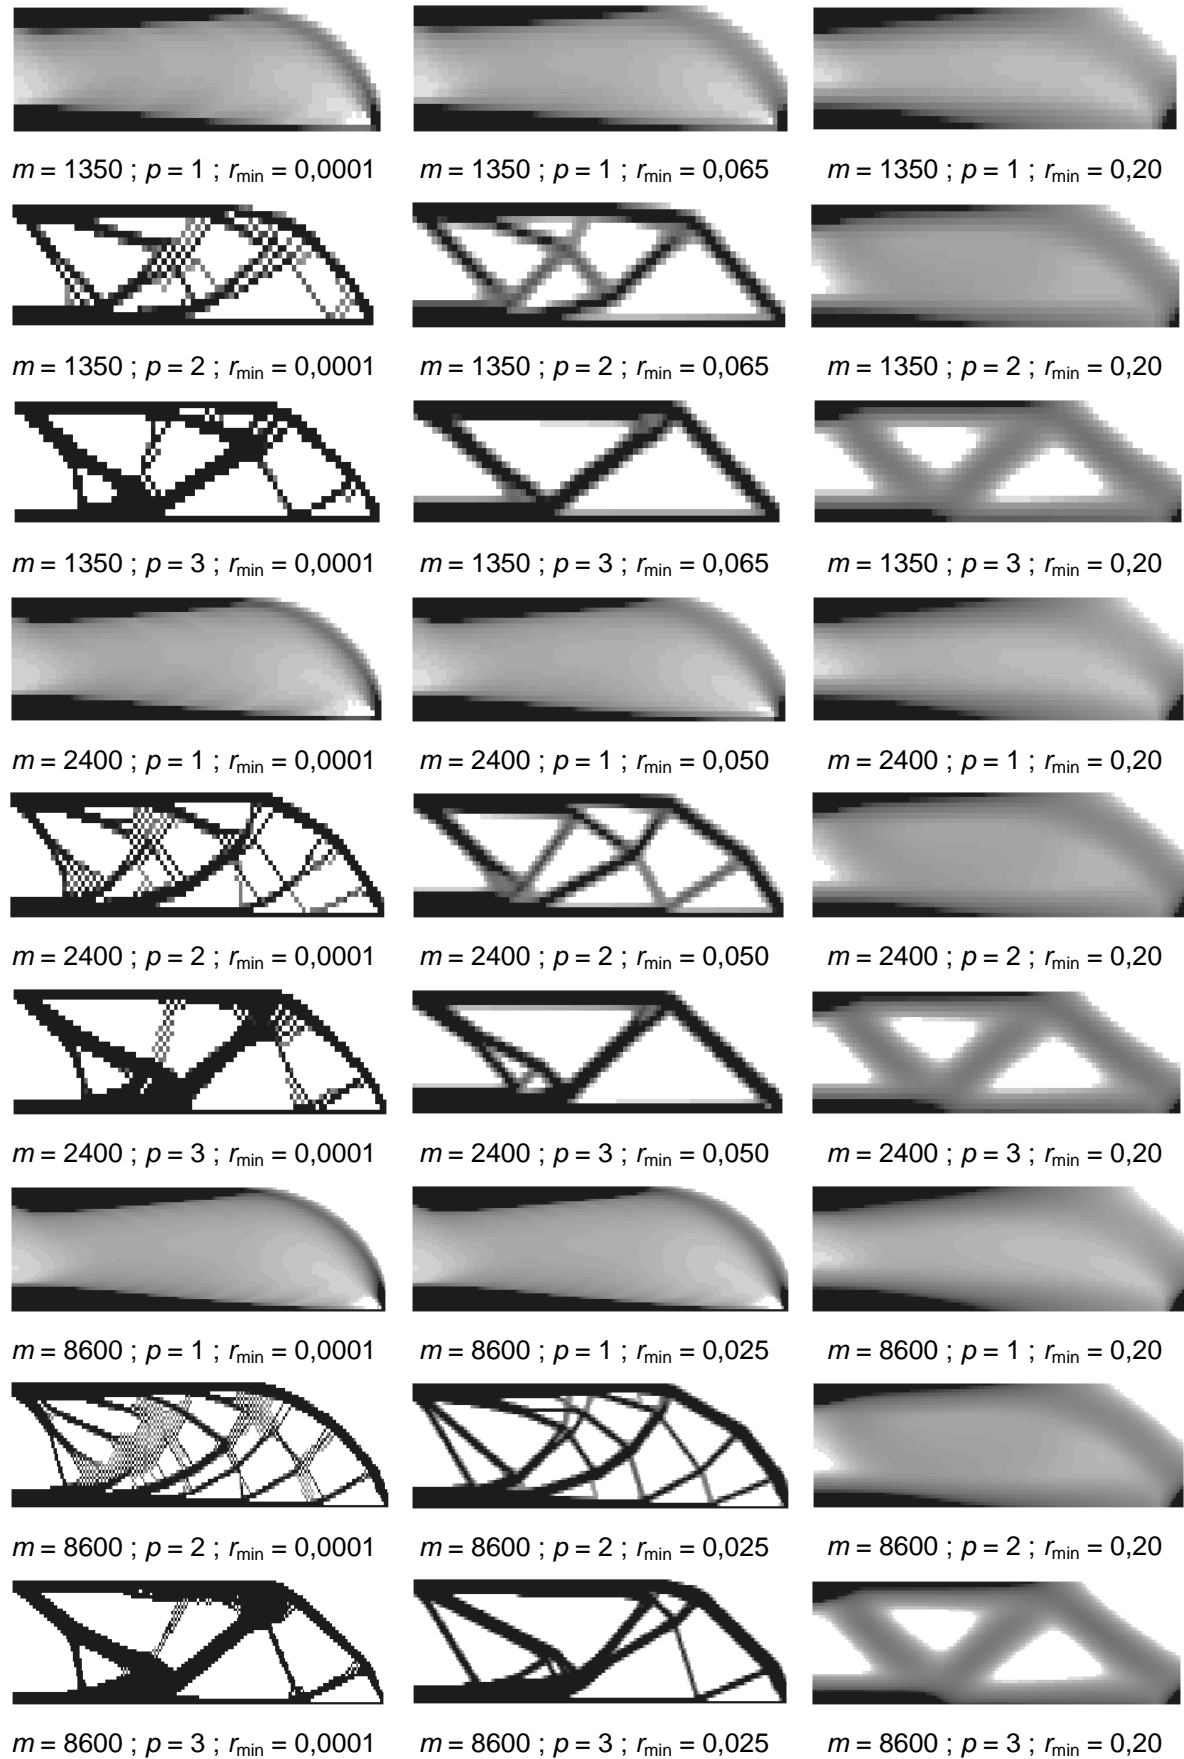 m = 1350 ; p = 1 ; rmin = 0,0001 m = 1350 ; p = 1 ; rmin = 0,065 m = 1350 ; p = 1 ; rmin = 0,20
m = 1350 ; p = 2 ; rmin = 0,0001 m = 1350 ; p = 2 ; rmin = 0,065 m = 1350 ; p = 2 ; rmin = 0,20
m = 1350 ; p = 3 ; rmin = 0,0001 m = 1350 ; p = 3 ; rmin = 0,065 m = 1350 ; p = 3 ; rmin = 0,20
m = 2400 ; p = 1 ; rmin = 0,0001 m = 2400 ; p = 1 ; rmin = 0,050 m = 2400 ; p = 1 ; rmin = 0,20
m = 2400 ; p = 2 ; rmin = 0,0001 m = 2400 ; p = 2 ; rmin = 0,050 m = 2400 ; p = 2 ; rmin = 0,20
m = 2400 ; p = 3 ; rmin = 0,0001 m = 2400 ; p = 3 ; rmin = 0,050 m = 2400 ; p = 3 ; rmin = 0,20
m = 8600 ; p = 1 ; rmin = 0,0001 m = 8600 ; p = 1 ; rmin = 0,025 m = 8600 ; p = 1 ; rmin = 0,20
m = 8600 ; p = 2 ; rmin = 0,0001 m = 8600 ; p = 2 ; rmin = 0,025 m = 8600 ; p = 2 ; rmin = 0,20
m = 8600 ; p = 3 ; rmin = 0,0001 m = 8600 ; p = 3 ; rmin = 0,025 m = 8600 ; p = 3 ; rmin = 0,20